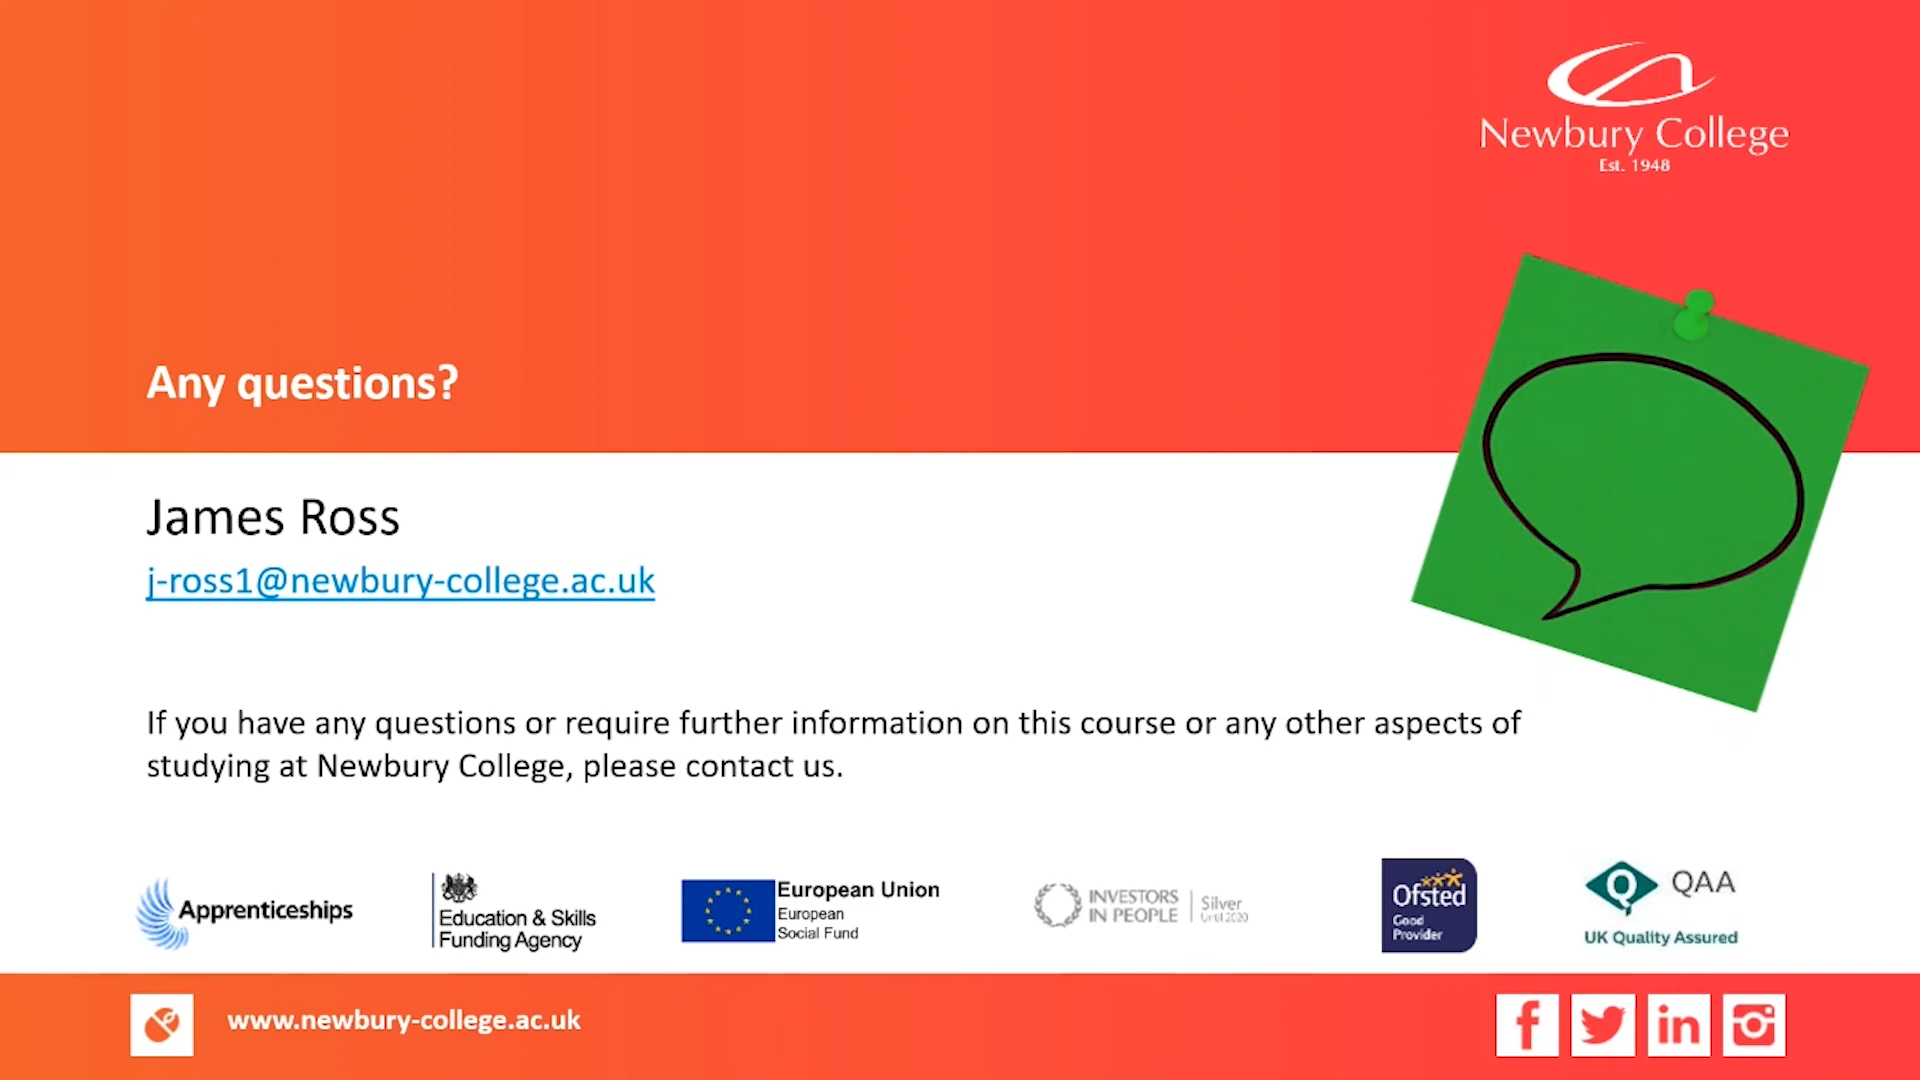 Newbury College
Est. 1948
Any questions?
James Ross
j-ross1@newbury-college.ac.uk
If you have any questions or require further information on this course or any other aspects of
studying at Newbury College, please contact us.
Apprenticeships
Education & Skills
Funding Agency
European Union
European
Social Fund
INVESTORS
IN PEOPLE
Silver
Until 2020
Ofsted
Good
Provider
QAA
UK Quality Assured
www.newbury-college.ac.uk